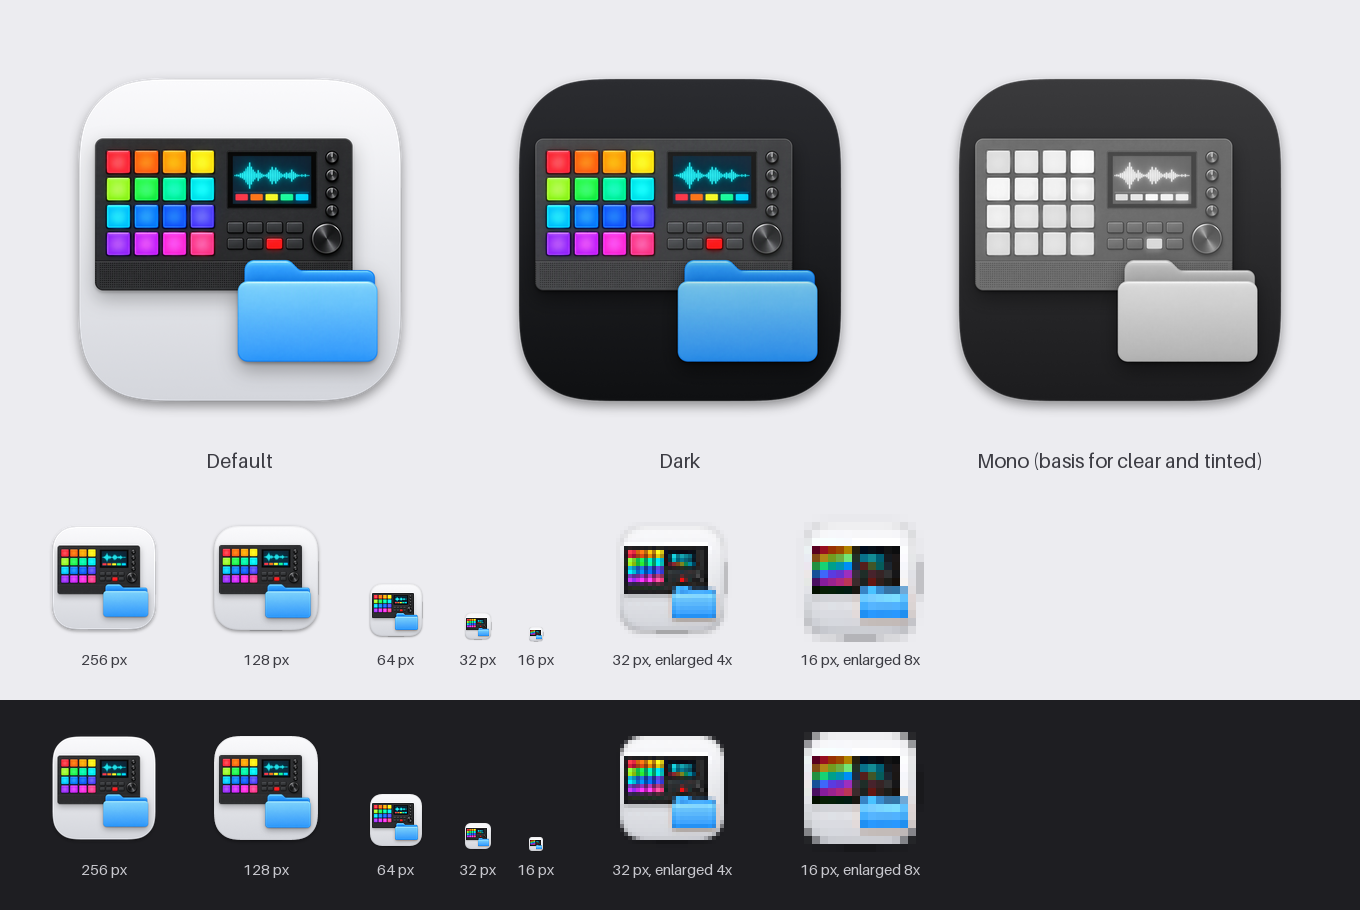 Default
Dark
Mono (basis for clear and tinted)
256 px
128 px
64 px
32 px
16 px
32 px, enlarged 4x
16 px, enlarged 8x
256 px
128 px
64 px
32 px
16 px
32 px, enlarged 4x
16 px, enlarged 8x